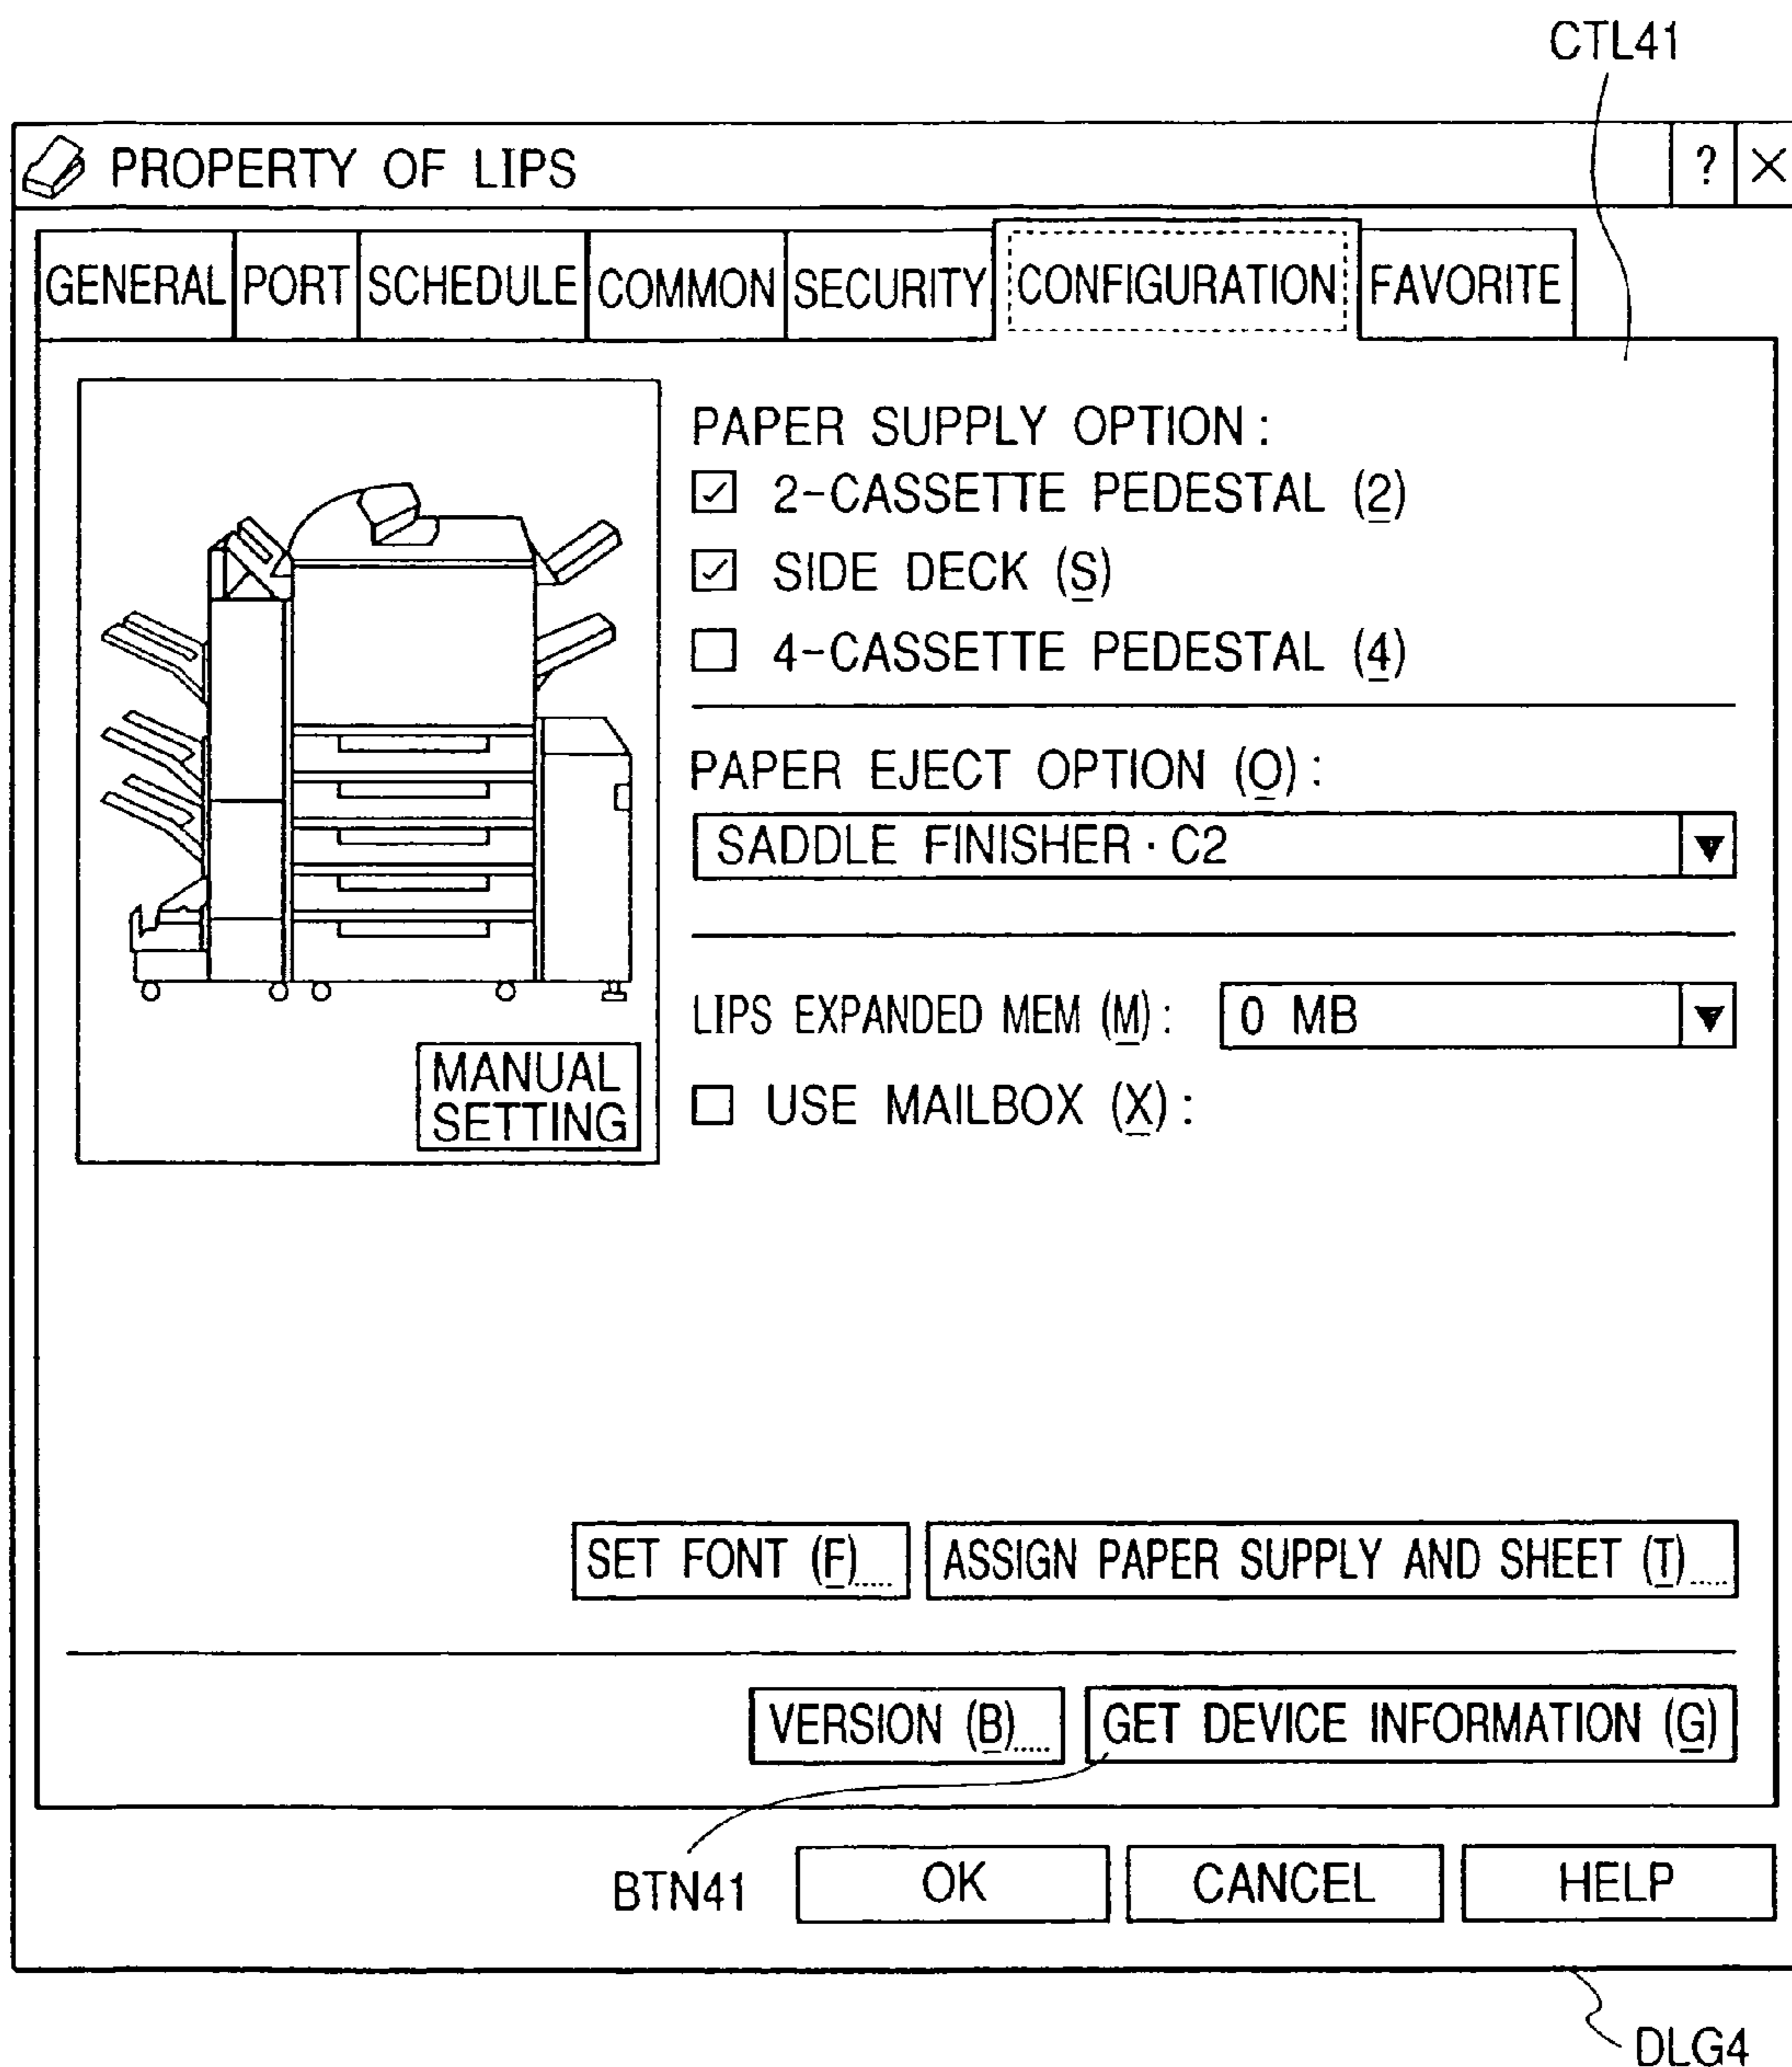 CTL41
PROPERTY OF LIPS ? ×
GENERAL PORT SCHEDULE COMMON SECURITY CONFIGURATION FAVORITE
PAPER SUPPLY OPTION :
2-CASSETTE PEDESTAL (2)
SIDE DECK (S)
4-CASSETTE PEDESTAL (4)
PAPER EJECT OPTION (O) :
SADDLE FINISHER · C2
LIPS EXPANDED MEM (M) : 0 MB
MANUAL
SETTING
USE MAILBOX (X) :
SET FONT (F)..... ASSIGN PAPER SUPPLY AND SHEET (T).....
VERSION (B)..... GET DEVICE INFORMATION (G)
BTN41 OK CANCEL HELP
DLG4